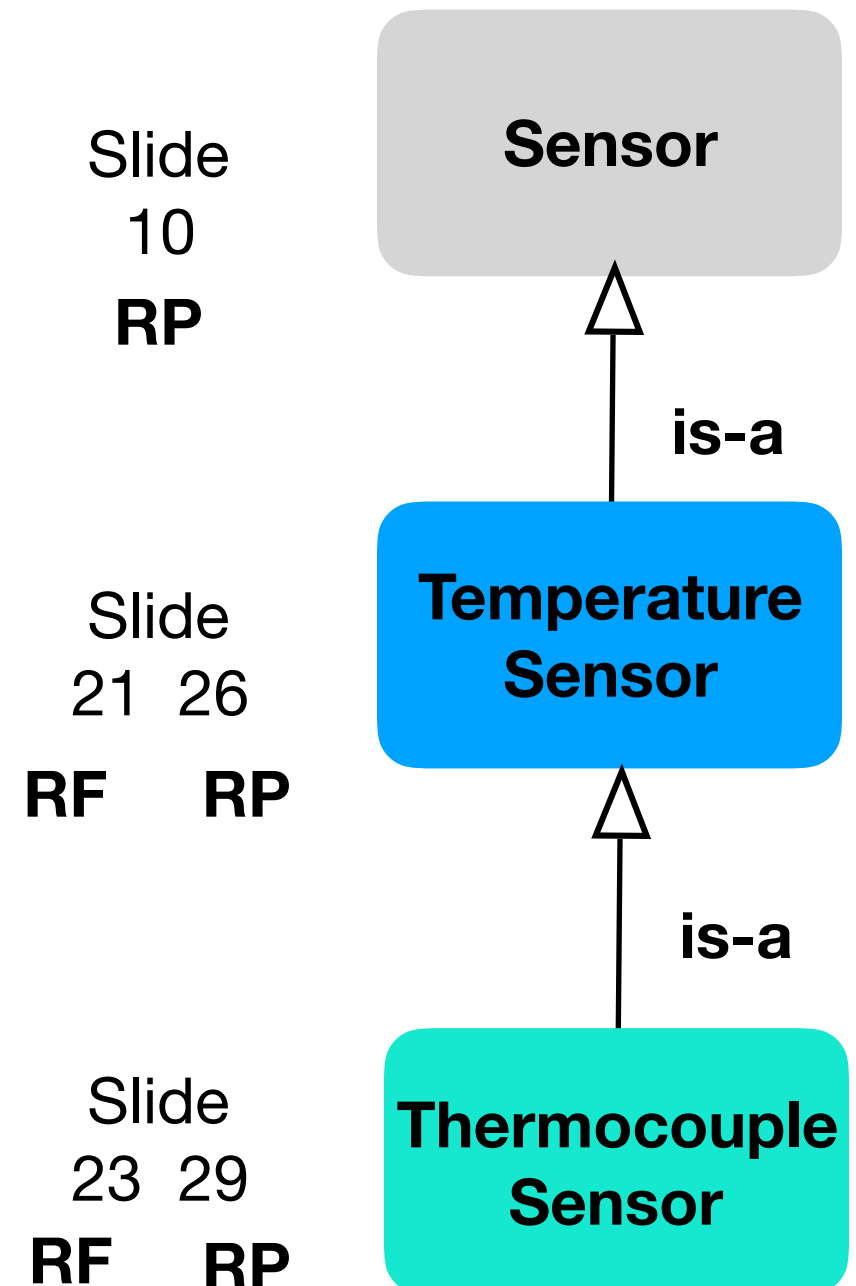 Sensor
Slide
10
RP
is-a
Temperature
Sensor
Slide
21 26
RF RP
is-a
Thermocouple
Sensor
Slide
23 29
RF RP